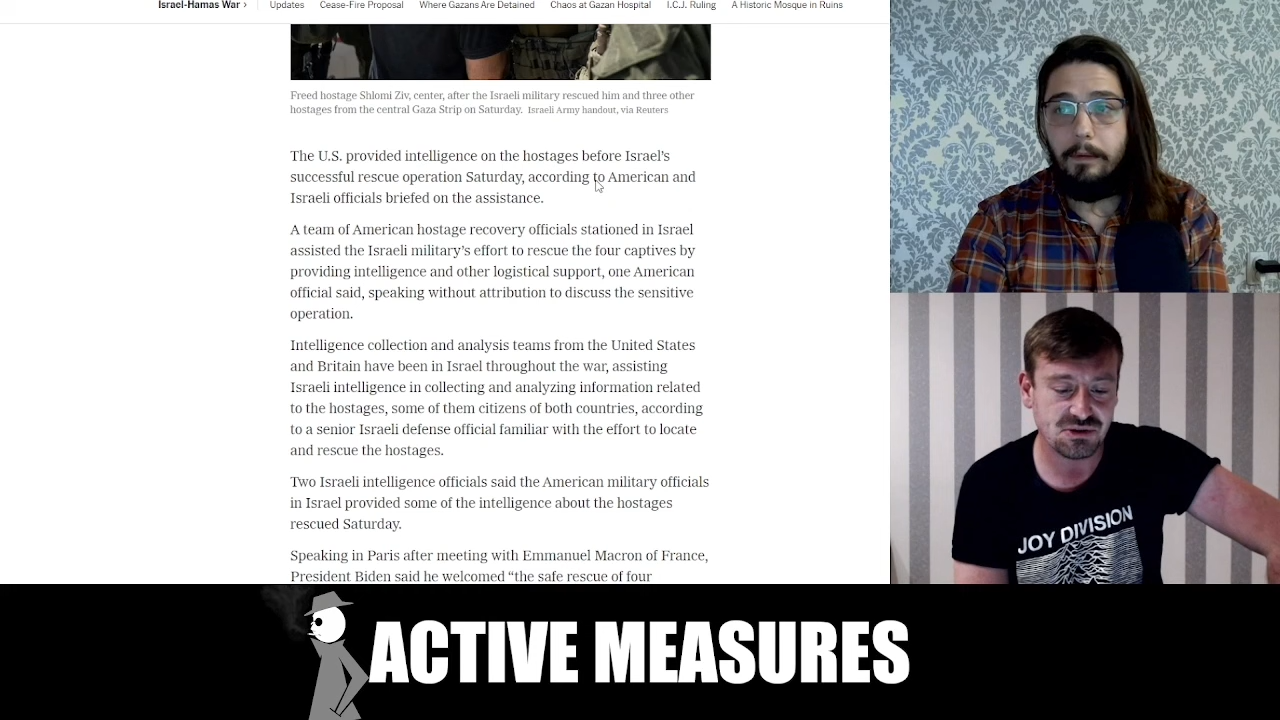 Israel-Hamas War ›
Updates
Cease-Fire Proposal
Where Gazans Are Detained
Chaos at Gazan Hospital
I.C.J. Ruling
A Historic Mosque in Ruins
Freed hostage Shlomi Ziv, center, after the Israeli military rescued him and three other
hostages from the central Gaza Strip on Saturday. Israeli Army handout, via Reuters
The U.S. provided intelligence on the hostages before Israel’s
successful rescue operation Saturday, according to American and
Israeli officials briefed on the assistance.
A team of American hostage recovery officials stationed in Israel
assisted the Israeli military’s effort to rescue the four captives by
providing intelligence and other logistical support, one American
official said, speaking without attribution to discuss the sensitive
operation.
Intelligence collection and analysis teams from the United States
and Britain have been in Israel throughout the war, assisting
Israeli intelligence in collecting and analyzing information related
to the hostages, some of them citizens of both countries, according
to a senior Israeli defense official familiar with the effort to locate
and rescue the hostages.
Two Israeli intelligence officials said the American military officials
in Israel provided some of the intelligence about the hostages
rescued Saturday.
Speaking in Paris after meeting with Emmanuel Macron of France,
President Biden said he welcomed “the safe rescue of four
JOY DIVISION
ACTIVE MEASURES